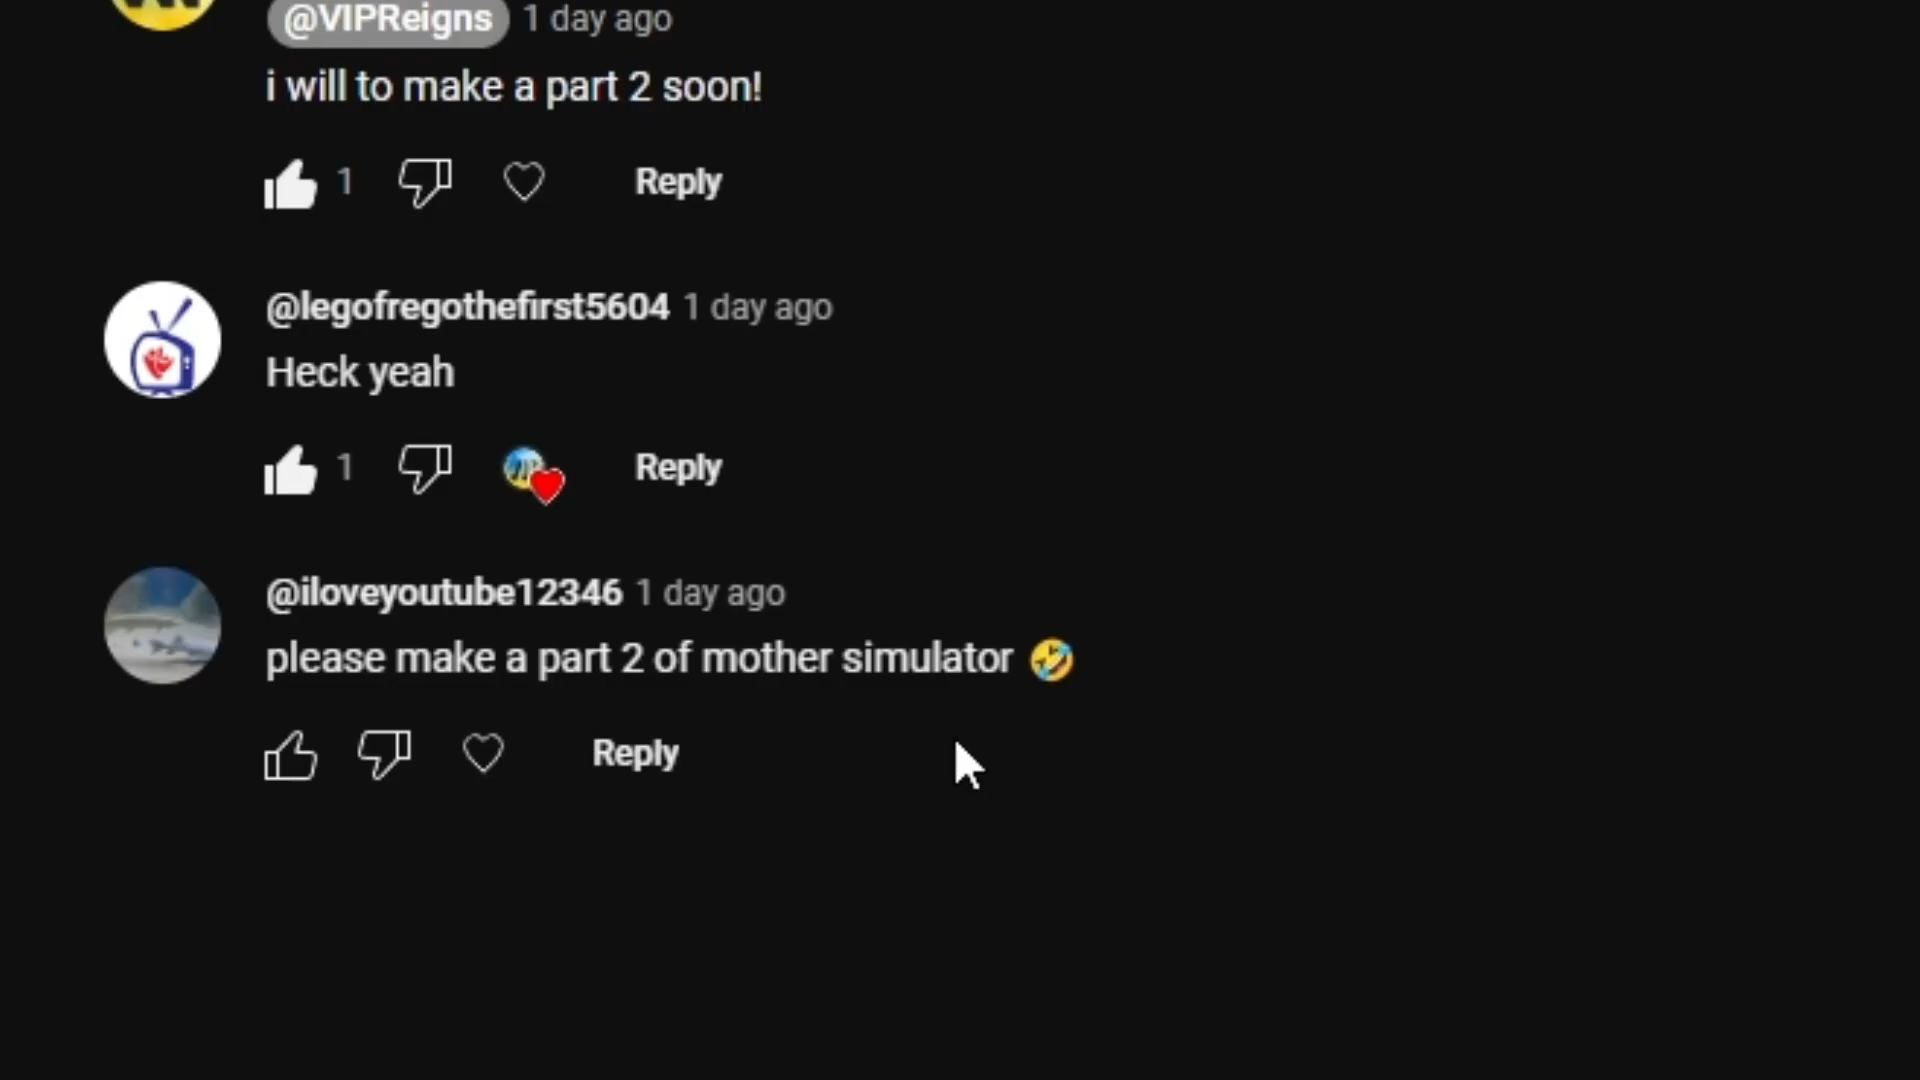 @VIPReigns 1 day ago
i will to make a part 2 soon!
1 Reply
@legofregothefirst5604 1 day ago
Heck yeah
1 Reply
@iloveyoutube12346 1 day ago
please make a part 2 of mother simulator 🤣
Reply